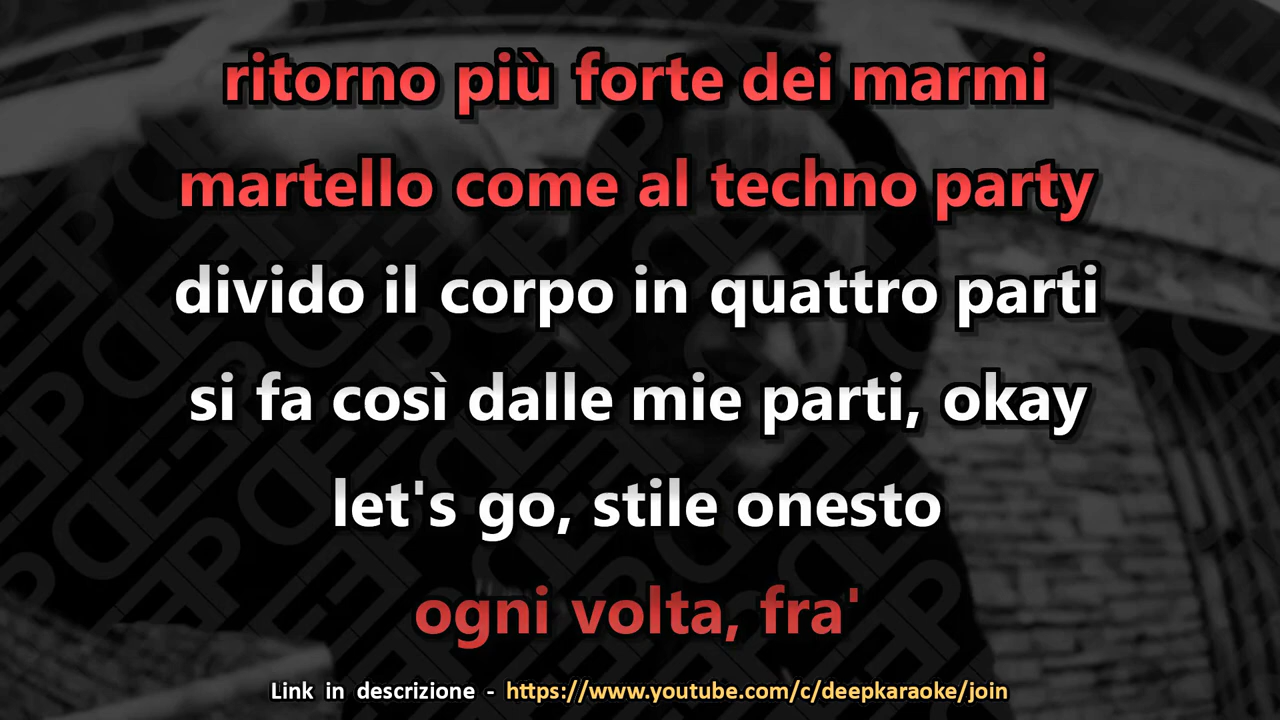 ritorno più forte dei marmi
martello come al techno party
divido il corpo in quattro parti
si fa così dalle mie parti, okay
let's go, stile onesto
ogni volta, fra'
Link in descrizione - https://www.youtube.com/c/deepkaraoke/join